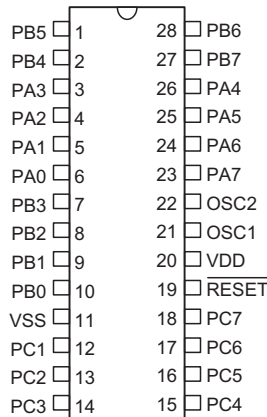 PB5 1 28 PB6
PB4 2 27 PB7
PA3 3 26 PA4
PA2 4 25 PA5
PA1 5 24 PA6
PA0 6 23 PA7
PB3 7 22 OSC2
PB2 8 21 OSC1
PB1 9 20 VDD
PB0 10 19 RESET
VSS 11 18 PC7
PC1 12 17 PC6
PC2 13 16 PC5
PC3 14 15 PC4